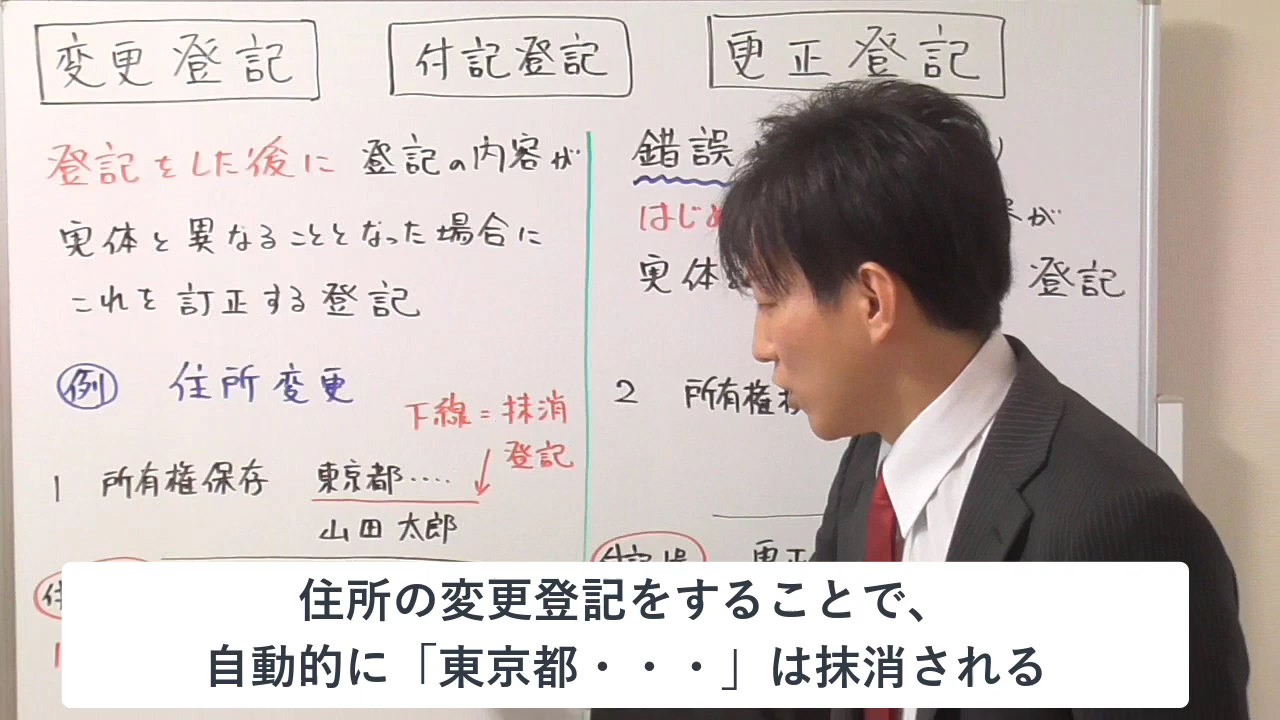 変更登記
付記登記
更正登記
登記をした後に 登記の内容が
実体と異なることとなった場合に
これを訂正する登記
例 住所変更
下線=抹消
登記
1 所有権保存 東京都‥‥
山田太郎
錯誤
はじめ
が
実体
登記
2 所有権
付記
更正
住所の変更登記をすることで、
自動的に「東京都・・・」は抹消される